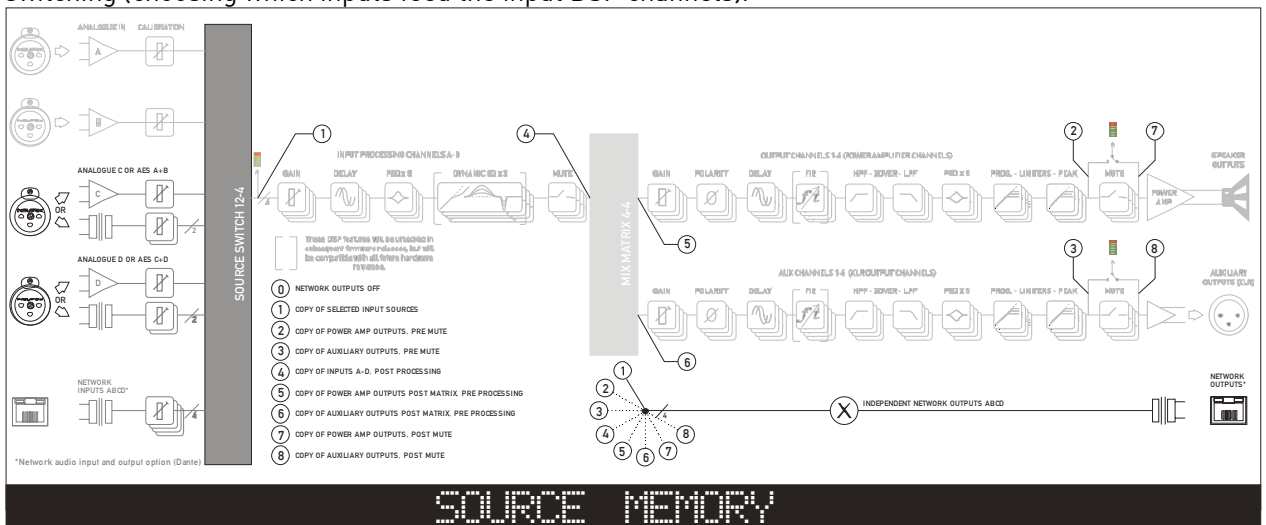 switching (choosing which inputs feed the input DSP channels).
ANALOGUE IN CALIBRATION
A
B
ANALOGUE C OR AES A+B
C
OR
2
ANALOGUE D OR AES C+D
D
OR
2
NETWORK
INPUTS ABCD*
4
*Network audio input and output option (Dante)
SOURCE SWITCH 12-4
1
4
4
INPUT PROCESSING CHANNELS A-D
GAIN DELAY PEQ x 8 DYNAMIC EQ x 3 MUTE
These DSP features will be unlocked in
subsequent firmware releases, but will
be compatible with all future hardware
revisions.
0 NETWORK OUTPUTS OFF
1 COPY OF SELECTED INPUT SOURCES
2 COPY OF POWER AMP OUTPUTS, PRE MUTE
3 COPY OF AUXILIARY OUTPUTS, PRE MUTE
4 COPY OF INPUTS A-D, POST PROCESSING
5 COPY OF POWER AMP OUTPUTS POST MATRIX, PRE PROCESSING
6 COPY OF AUXILIARY OUTPUTS POST MATRIX, PRE PROCESSING
7 COPY OF POWER AMP OUTPUTS, POST MUTE
8 COPY OF AUXILIARY OUTPUTS, POST MUTE
MIX MATRIX 4-4
2
7
OUTPUT CHANNELS 1-4 (POWER AMPLIFIER CHANNELS)
GAIN POLARITY DELAY FIR HPF - XOVER - LPF PEQ x 9 PROG. - LIMITERS - PEAK MUTE
POWER
AMP
SPEAKER
OUTPUTS
5
3
8
AUX CHANNELS 1-4 (XLR OUTPUT CHANNELS)
GAIN POLARITY DELAY FIR HPF - XOVER - LPF PEQ x 9 PROG. - LIMITERS - PEAK MUTE
AUXILIARY
OUTPUTS (XLR)
6
1
2
3
4
5
6
7
8
4
X
INDEPENDENT NETWORK OUTPUTS ABCD
NETWORK
OUTPUTS*
SOURCE MEMORY